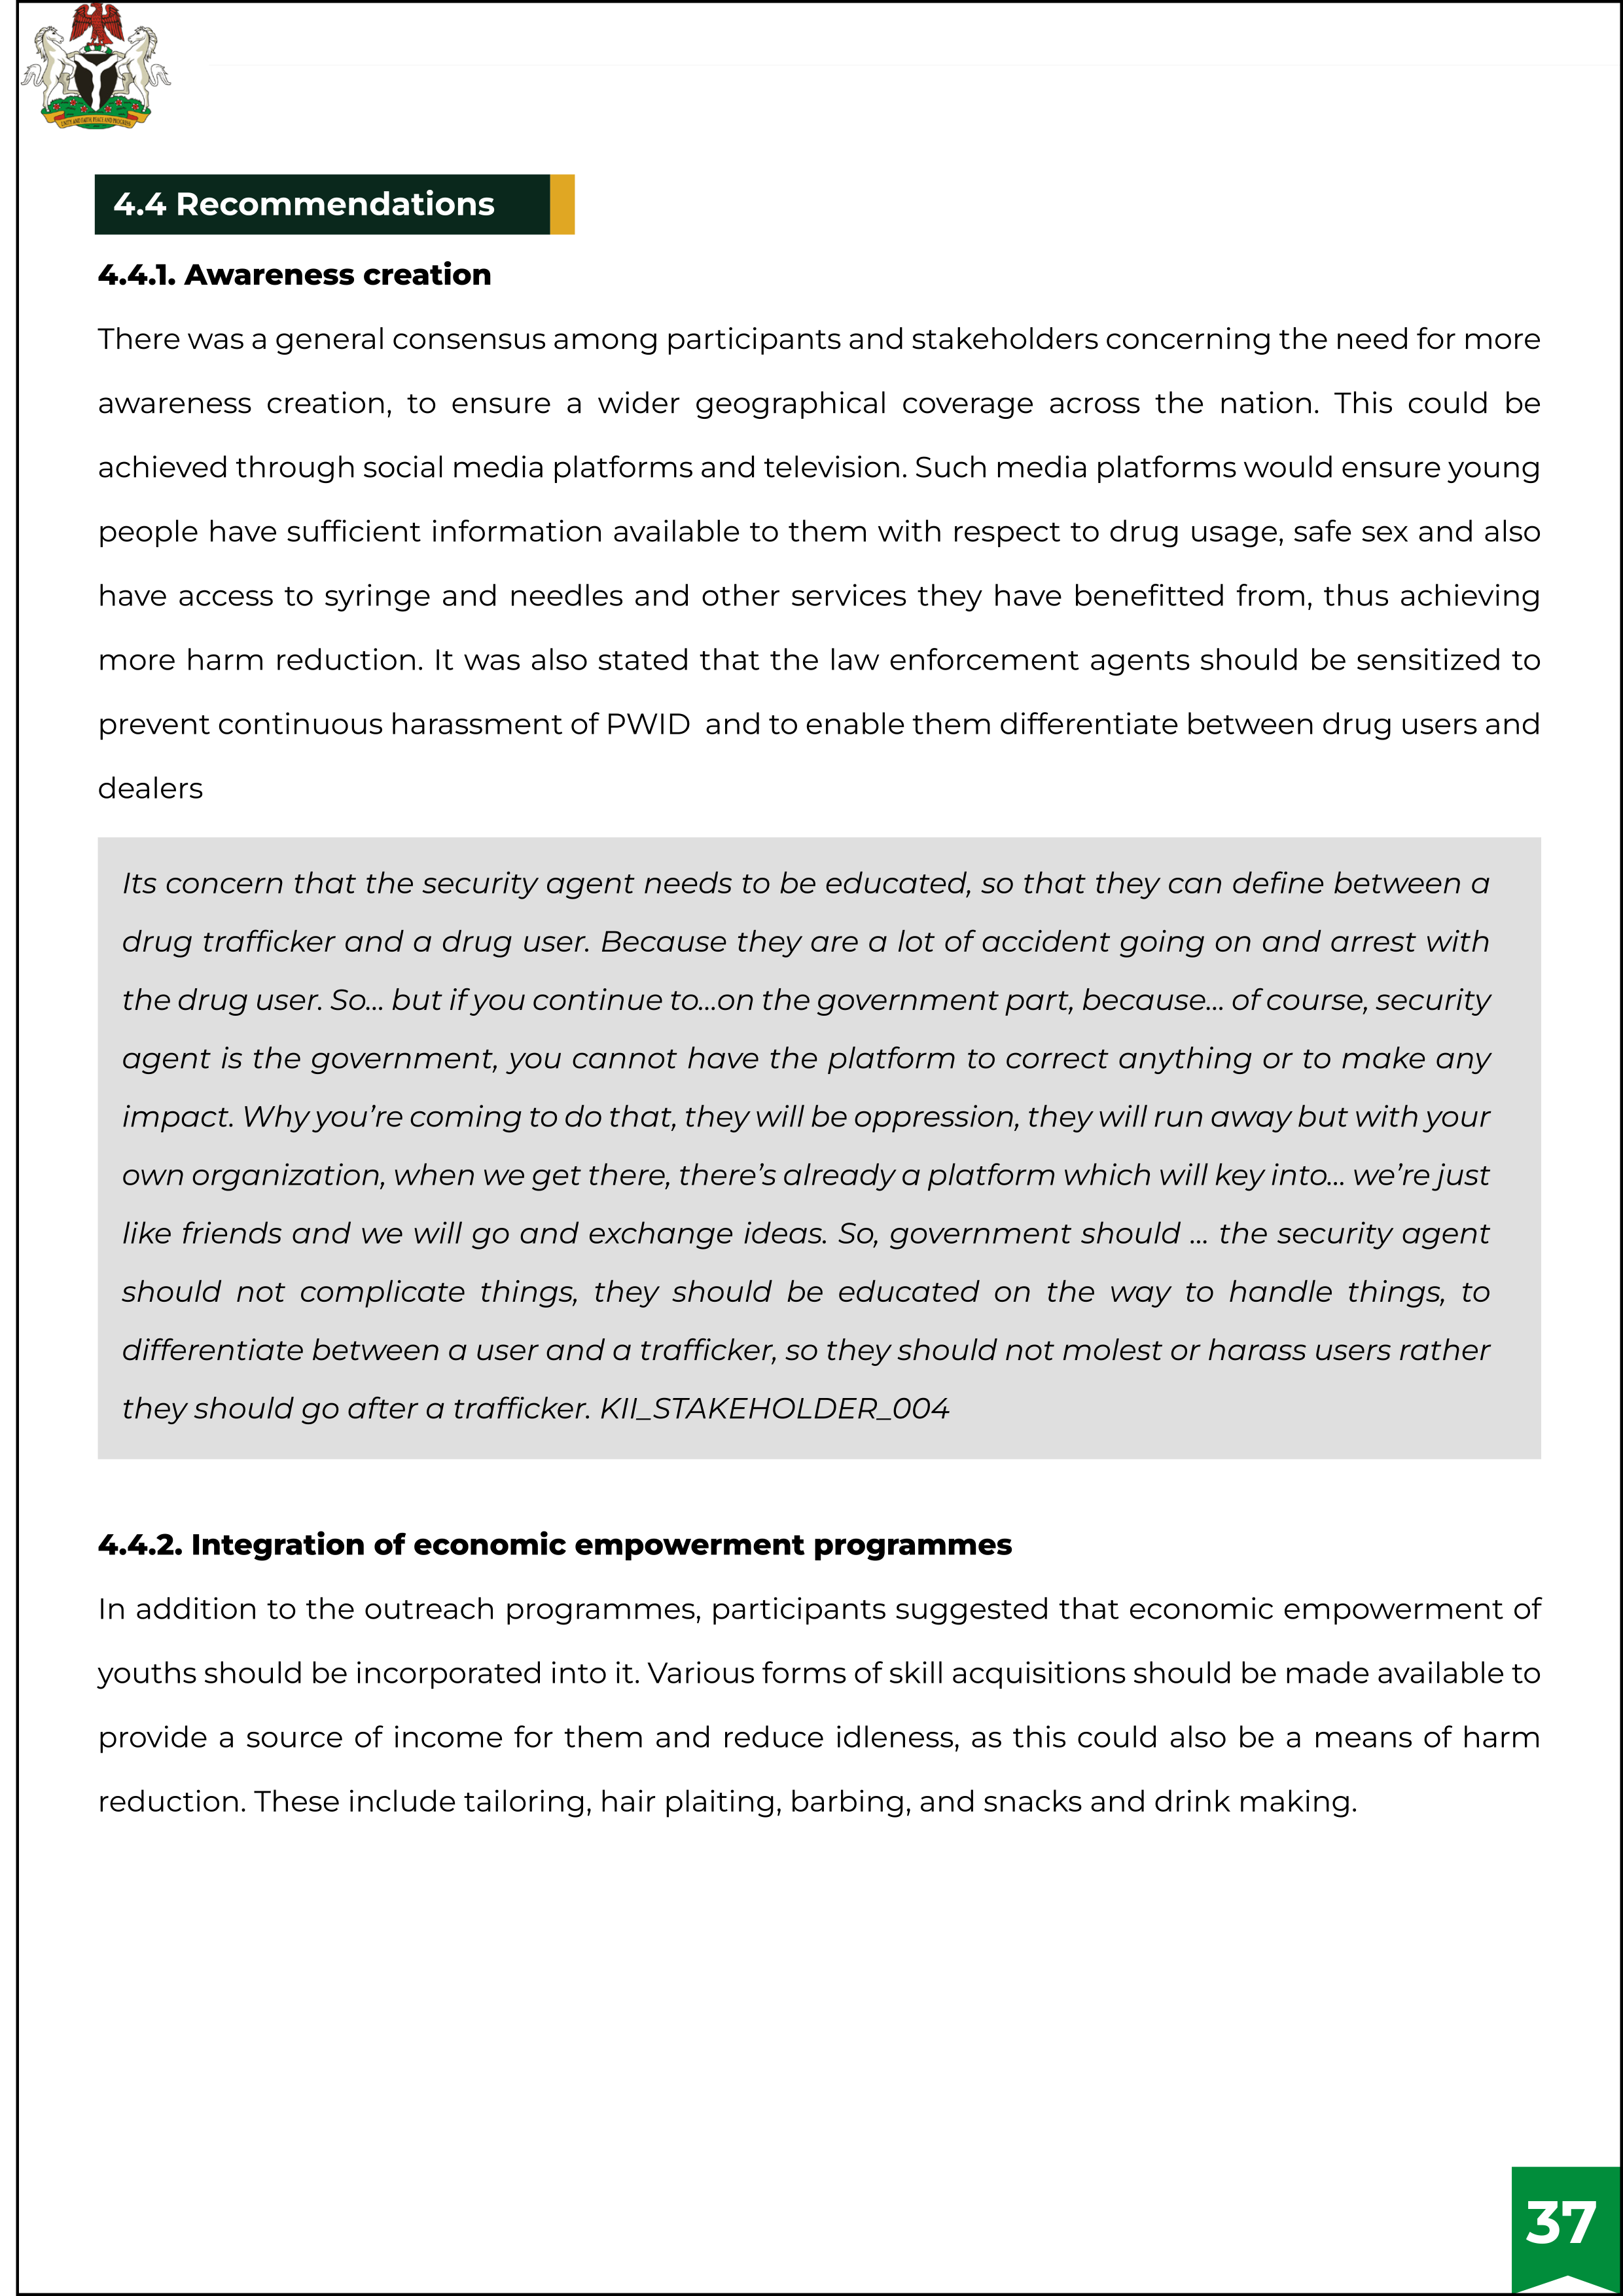 4.4 Recommendations
4.4.1. Awareness creation
There was a general consensus among participants and stakeholders concerning the need for more
awareness creation, to ensure a wider geographical coverage across the nation. This could be
achieved through social media platforms and television. Such media platforms would ensure young
people have sufficient information available to them with respect to drug usage, safe sex and also
have access to syringe and needles and other services they have benefitted from, thus achieving
more harm reduction. It was also stated that the law enforcement agents should be sensitized to
prevent continuous harassment of PWID  and to enable them differentiate between drug users and
dealers
Its concern that the security agent needs to be educated, so that they can define between a
drug trafficker and a drug user. Because they are a lot of accident going on and arrest with
the drug user. So... but if you continue to...on the government part, because... of course, security
agent is the government, you cannot have the platform to correct anything or to make any
impact. Why you’re coming to do that, they will be oppression, they will run away but with your
own organization, when we get there, there’s already a platform which will key into... we’re just
like friends and we will go and exchange ideas. So, government should ... the security agent
should not complicate things, they should be educated on the way to handle things, to
differentiate between a user and a trafficker, so they should not molest or harass users rather
they should go after a trafficker. KII_STAKEHOLDER_004
4.4.2. Integration of economic empowerment programmes
In addition to the outreach programmes, participants suggested that economic empowerment of
youths should be incorporated into it. Various forms of skill acquisitions should be made available to
provide a source of income for them and reduce idleness, as this could also be a means of harm
reduction. These include tailoring, hair plaiting, barbing, and snacks and drink making.
37